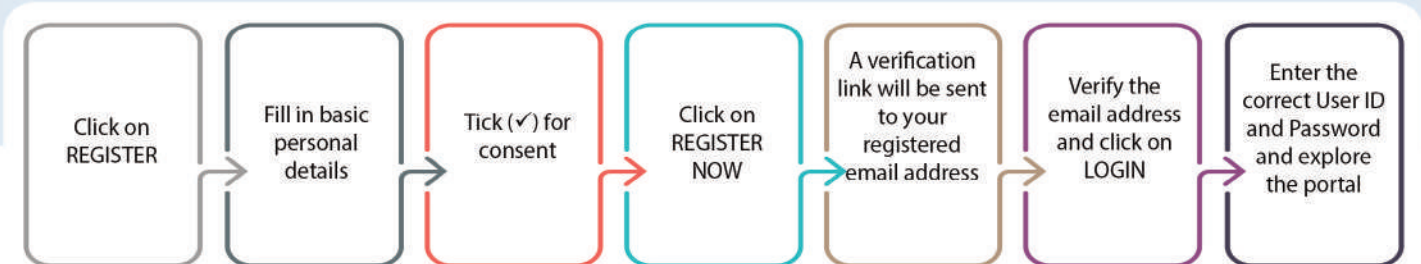 Click on
REGISTER
Fill in basic
personal
details
Tick (✓) for
consent
Click on
REGISTER
NOW
A verification
link will be sent
to your
registered
email address
Verify the
email address
and click on
LOGIN
Enter the
correct User ID
and Password
and explore
the portal